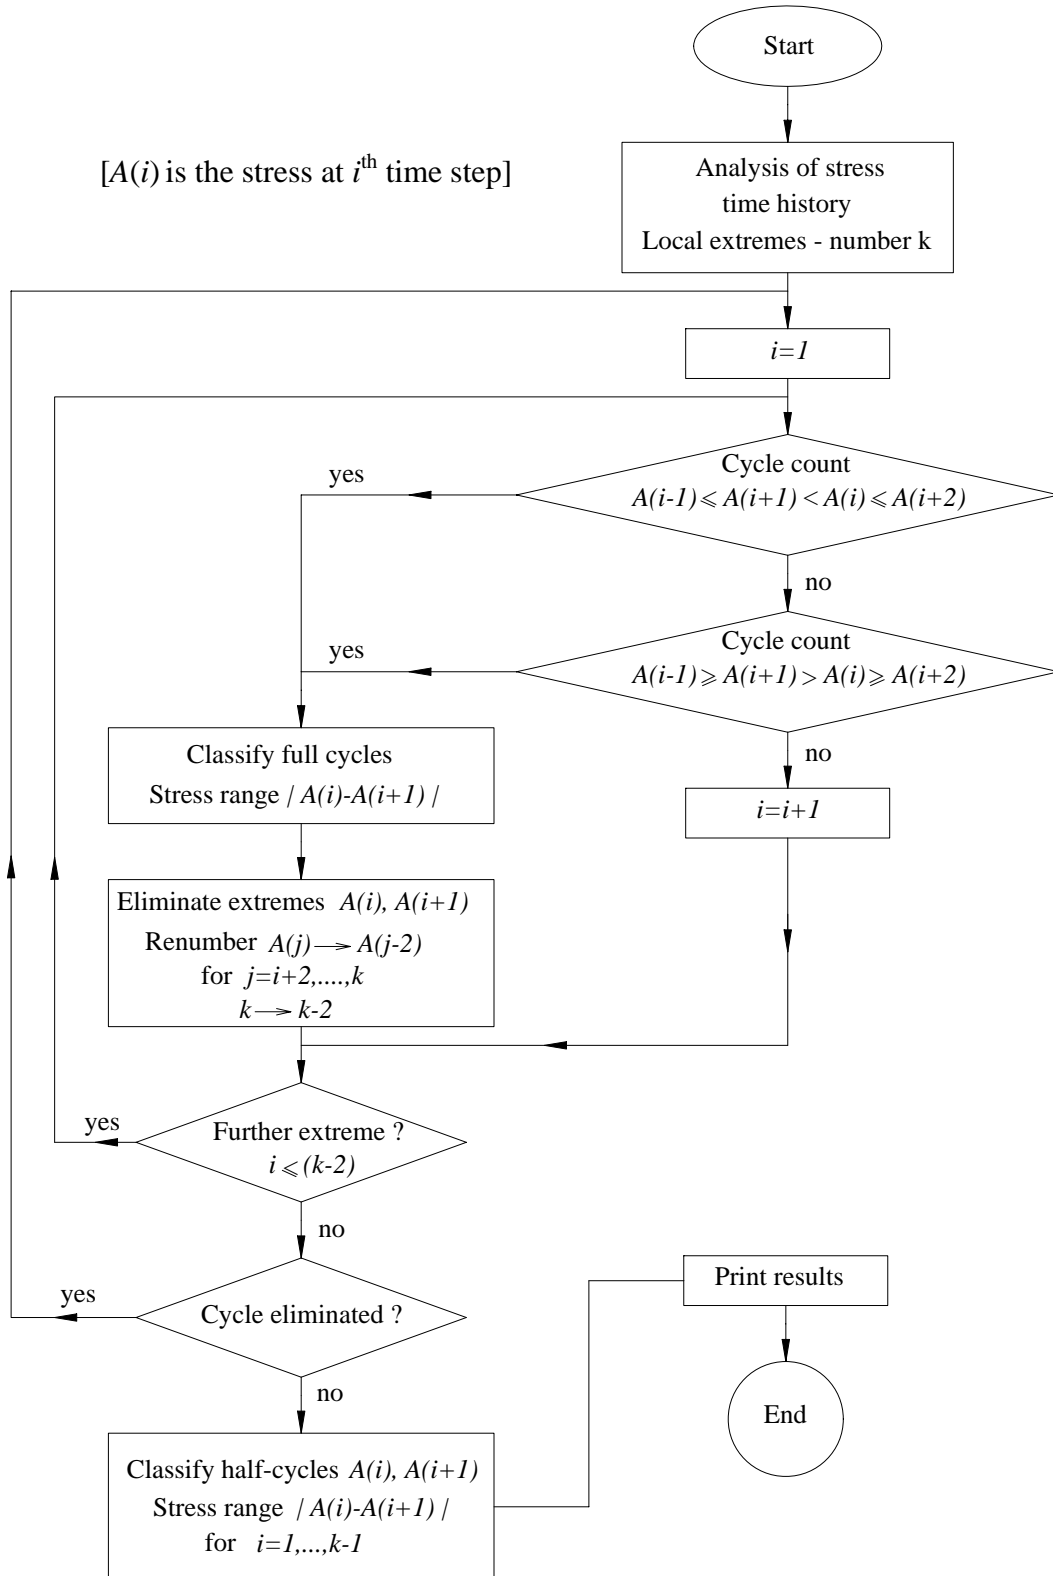 Start
[A(i) is the stress at i^th time step]
Analysis of stress
time history
Local extremes - number k
i=1
Cycle count
A(i-1) ⩽ A(i+1) < A(i) ⩽ A(i+2)
yes
no
Cycle count
A(i-1) ⩾ A(i+1) > A(i) ⩾ A(i+2)
yes
no
Classify full cycles
Stress range | A(i)-A(i+1) |
i=i+1
Eliminate extremes A(i), A(i+1)
Renumber A(j) → A(j-2)
for j=i+2,....,k
k → k-2
Further extreme ?
i ⩽ (k-2)
yes
no
Cycle eliminated ?
yes
no
Print results
End
Classify half-cycles A(i), A(i+1)
Stress range | A(i)-A(i+1) |
for i=1,...,k-1